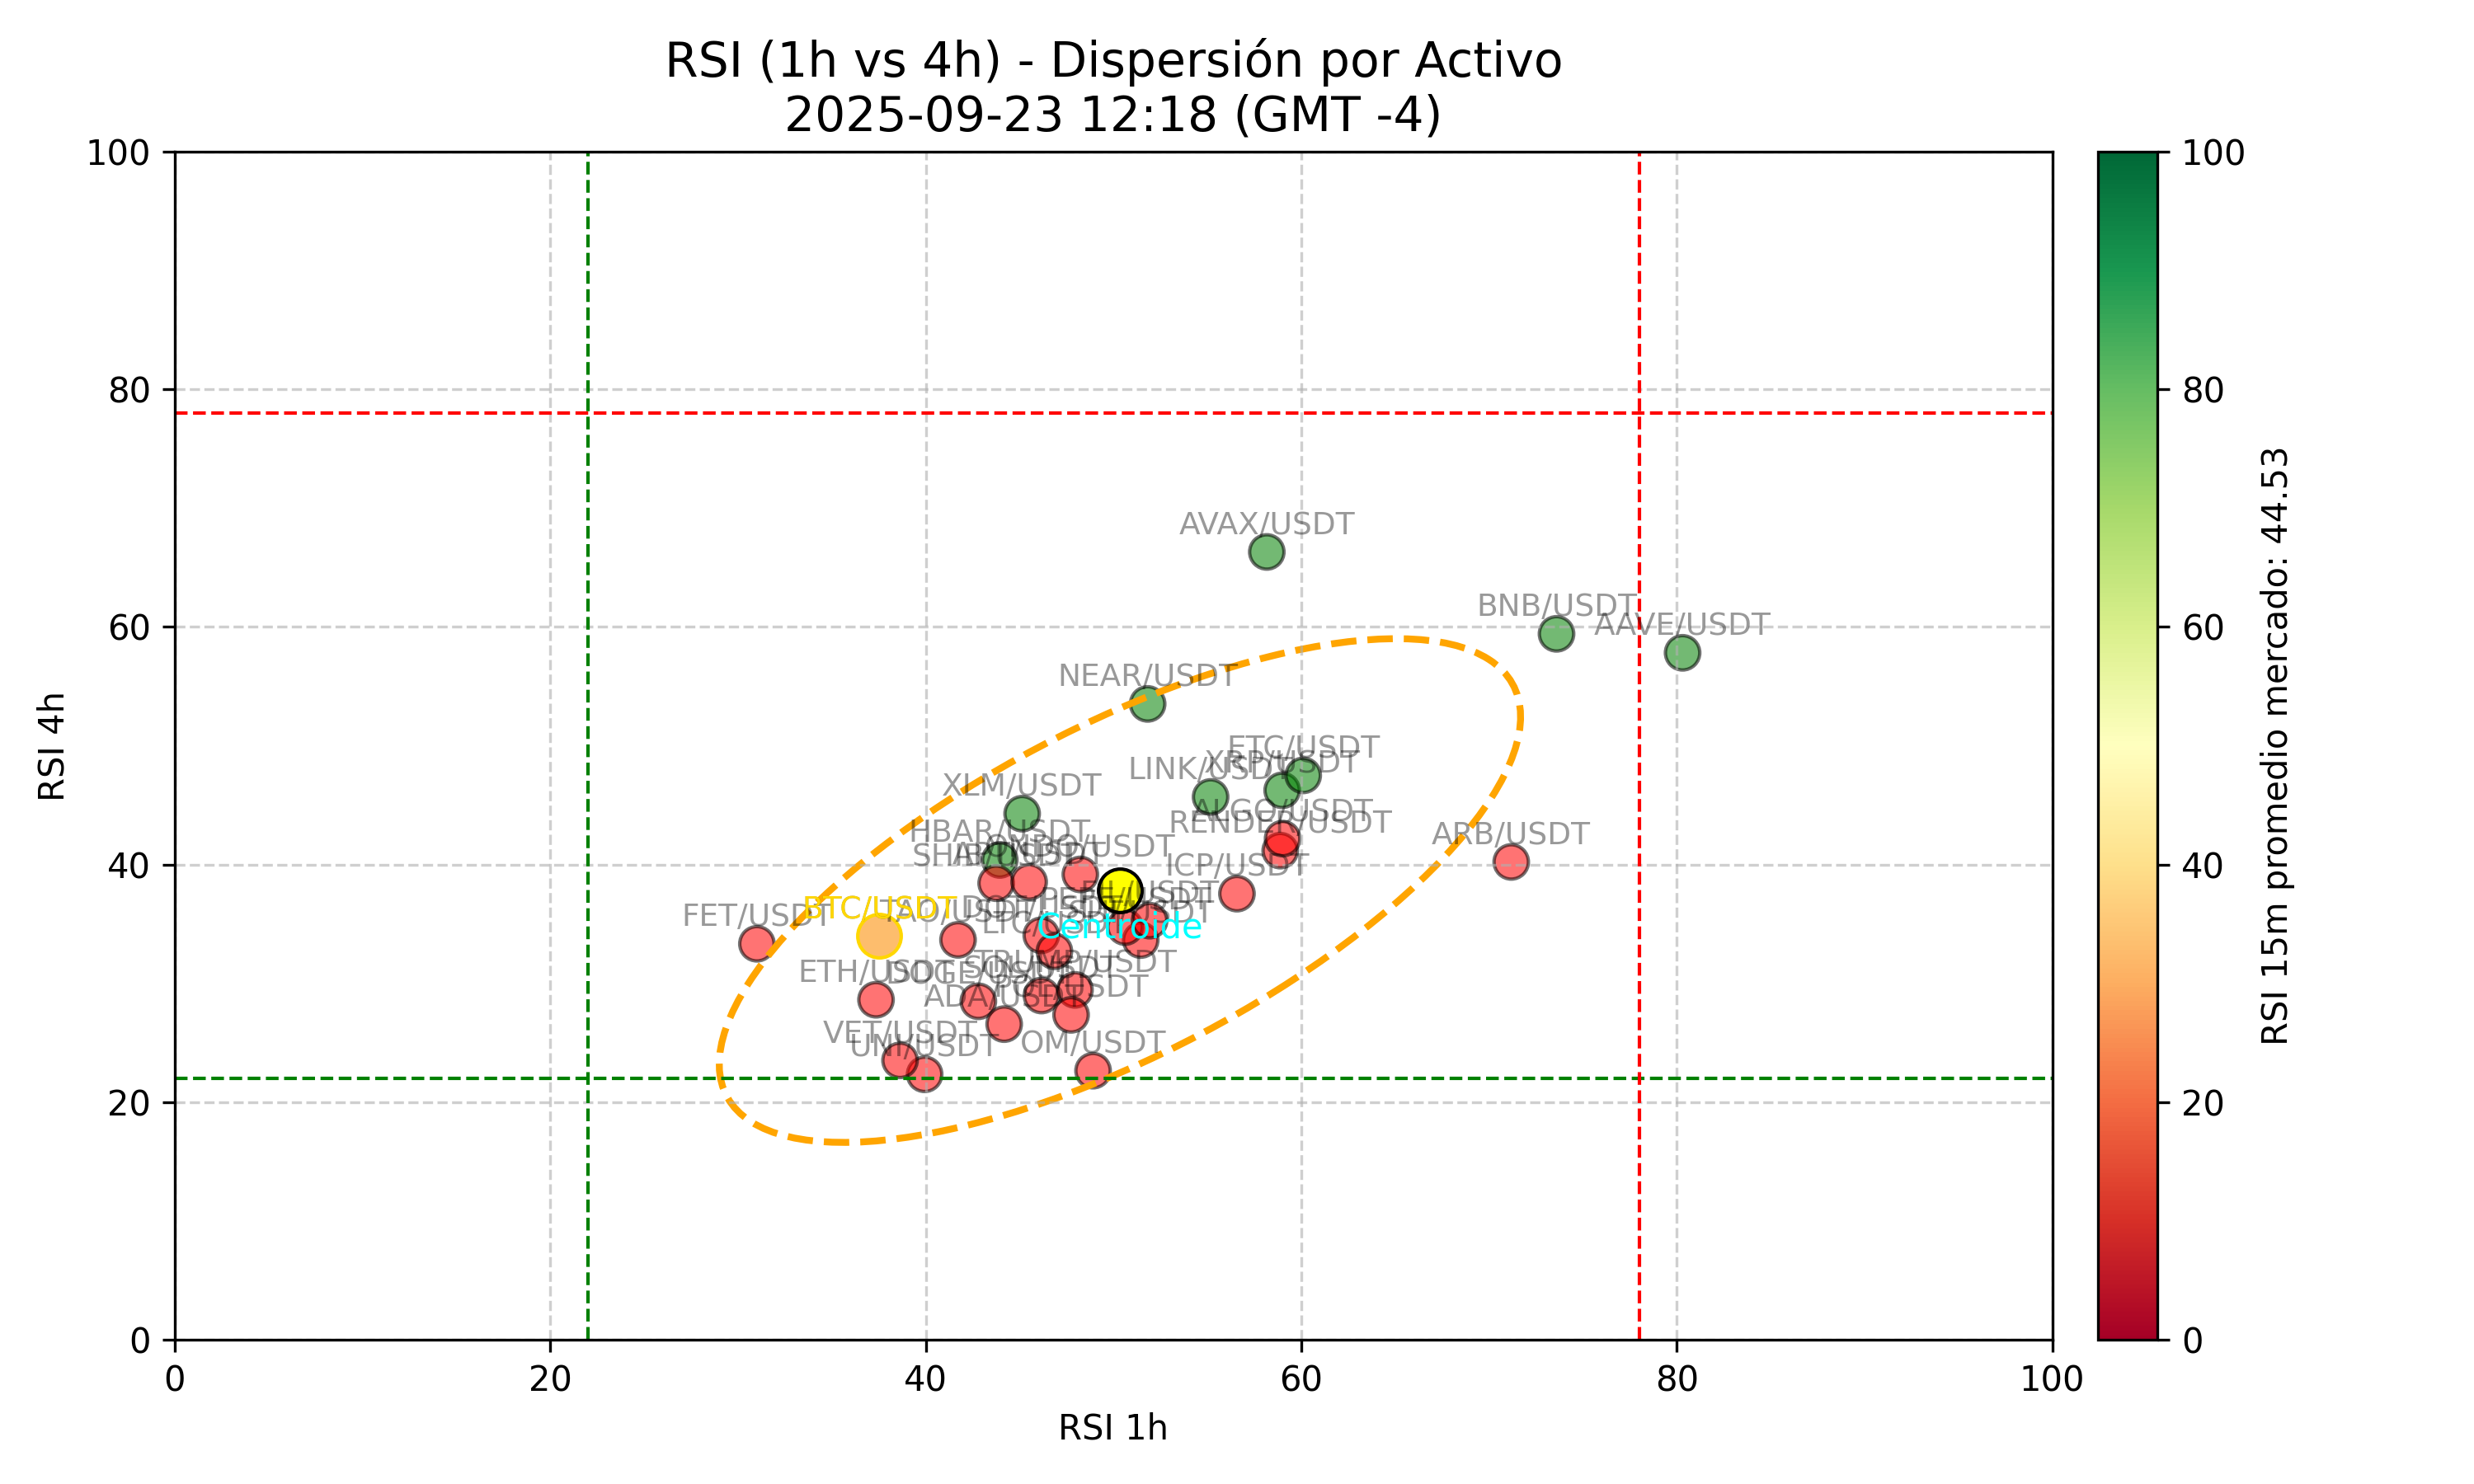 RSI (1h vs 4h) - Dispersión por Activo
2025-09-23 12:18 (GMT -4)
100
80
60
40
20
0
RSI 4h
0
20
40
60
80
100
RSI 1h
AVAX/USDT
BNB/USDT
AAVE/USDT
NEAR/USDT
ETC/USDT
XRP/USDT
LINK/USDT
XLM/USDT
ALGO/USDT
RENDER/USDT
ARB/USDT
HBAR/USDT
ICP/USDT
BTC/USDT
FET/USDT
TAO/USDT
LTC/USDT
Centroide
TRUMP/USDT
ETH/USDT
DOGE/USDT
SOL/USDT
ADA/USDT
VET/USDT
UNI/USDT
OM/USDT
100
80
60
40
20
0
RSI 15m promedio mercado: 44.53